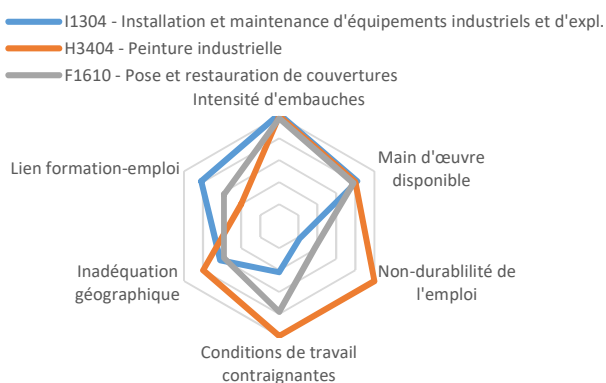 I1304 - Installation et maintenance d'équipements industriels et d'expl.
H3404 - Peinture industrielle
F1610 - Pose et restauration de couvertures
Intensité d'embauches
Lien formation-emploi
Main d'œuvre
disponible
Inadéquation
géographique
Non-durablilité de
l'emploi
Conditions de travail
contraignantes